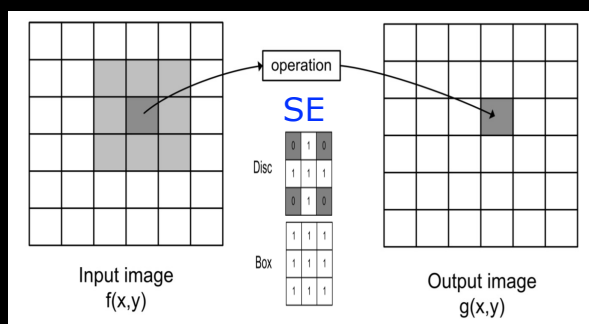 operation
SE
Disc
0 1 0
1 1 1
0 1 0
Box
1 1 1
1 1 1
1 1 1
Input image
f(x,y)
Output image
g(x,y)